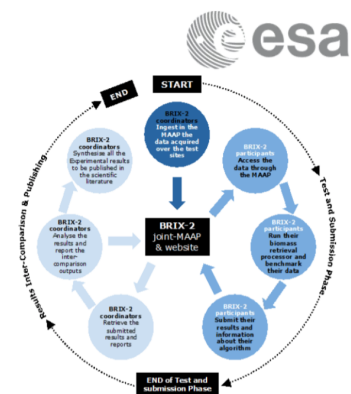 esa
END
START
BRIX-2
coordinators
Ingest in the
MAAP the
data acquired
over the test
sites
BRIX-2
participants
Access the
data through
the MAAP
BRIX-2
participants
Run their
biomass
retrieval
processor and
benchmark
their data
BRIX-2
participants
Submit their
results and
information
about their
algorithm
BRIX-2
joint-MAAP
& website
BRIX-2
coordinators
Retrieve the
submitted
results and
reports
BRIX-2
coordinators
Analyse the
results and
report the
inter-
comparison
outputs
BRIX-2
coordinators
Synthesize all the
Experimental results
to be published in
the scientific
literature
Test and Submission Phase
END of Test and
submission Phase
Results Inter-Comparison & Publishing